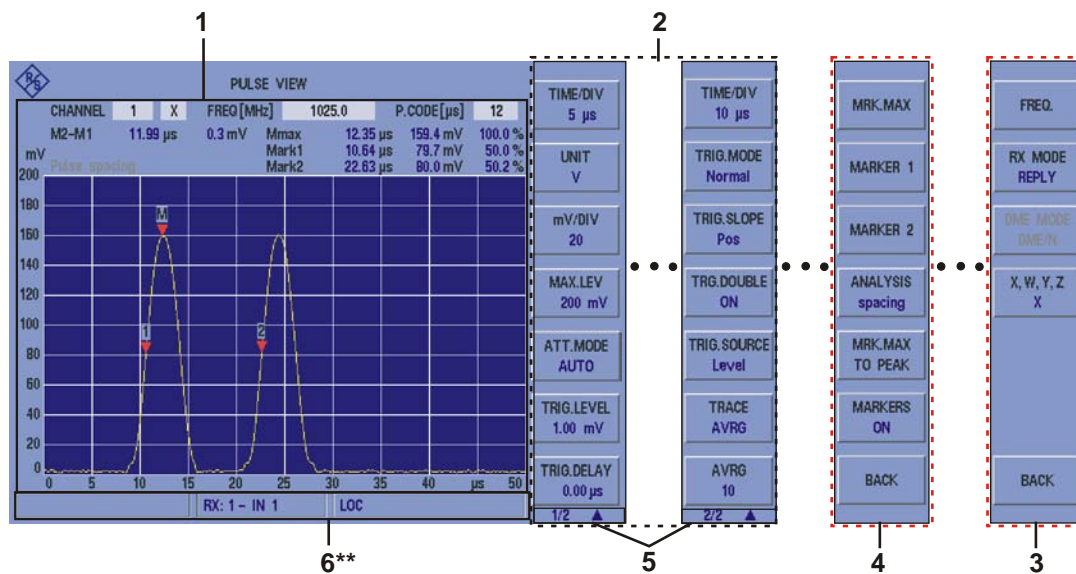 1
2
R/S
PULSE VIEW
CHANNEL 1 X FREQ[MHz] 1025.0 P.CODE[µs] 12
M2-M1 11.99 µs 0.3 mV Mmax 12.35 µs 159.4 mV 100.0 %
Mark1 10.64 µs 79.7 mV 50.0 %
Pulse spacing Mark2 22.63 µs 80.0 mV 50.2 %
mV
200
180
160
140
120
100
80
60
40
20
0
M
1
2
0 5 10 15 20 25 30 35 40 µs 50
RX: 1 - IN 1 LOC
TIME/DIV
5 µs
UNIT
V
mV/DIV
20
MAX.LEV
200 mV
ATT.MODE
AUTO
TRIG.LEVEL
1.00 mV
TRIG.DELAY
0.00 µs
1/2 ▲
TIME/DIV
10 µs
TRIG.MODE
Normal
TRIG.SLOPE
Pos
TRG.DOUBLE
ON
TRIG.SOURCE
Level
TRACE
AVRG
AVRG
10
2/2 ▲
MRK.MAX
MARKER 1
MARKER 2
ANALYSIS
spacing
MRK.MAX
TO PEAK
MARKERS
ON
BACK
FREQ.
RX MODE
REPLY
DME MODE
DME/N
X, W, Y, Z
X
BACK
6**
5
4
3